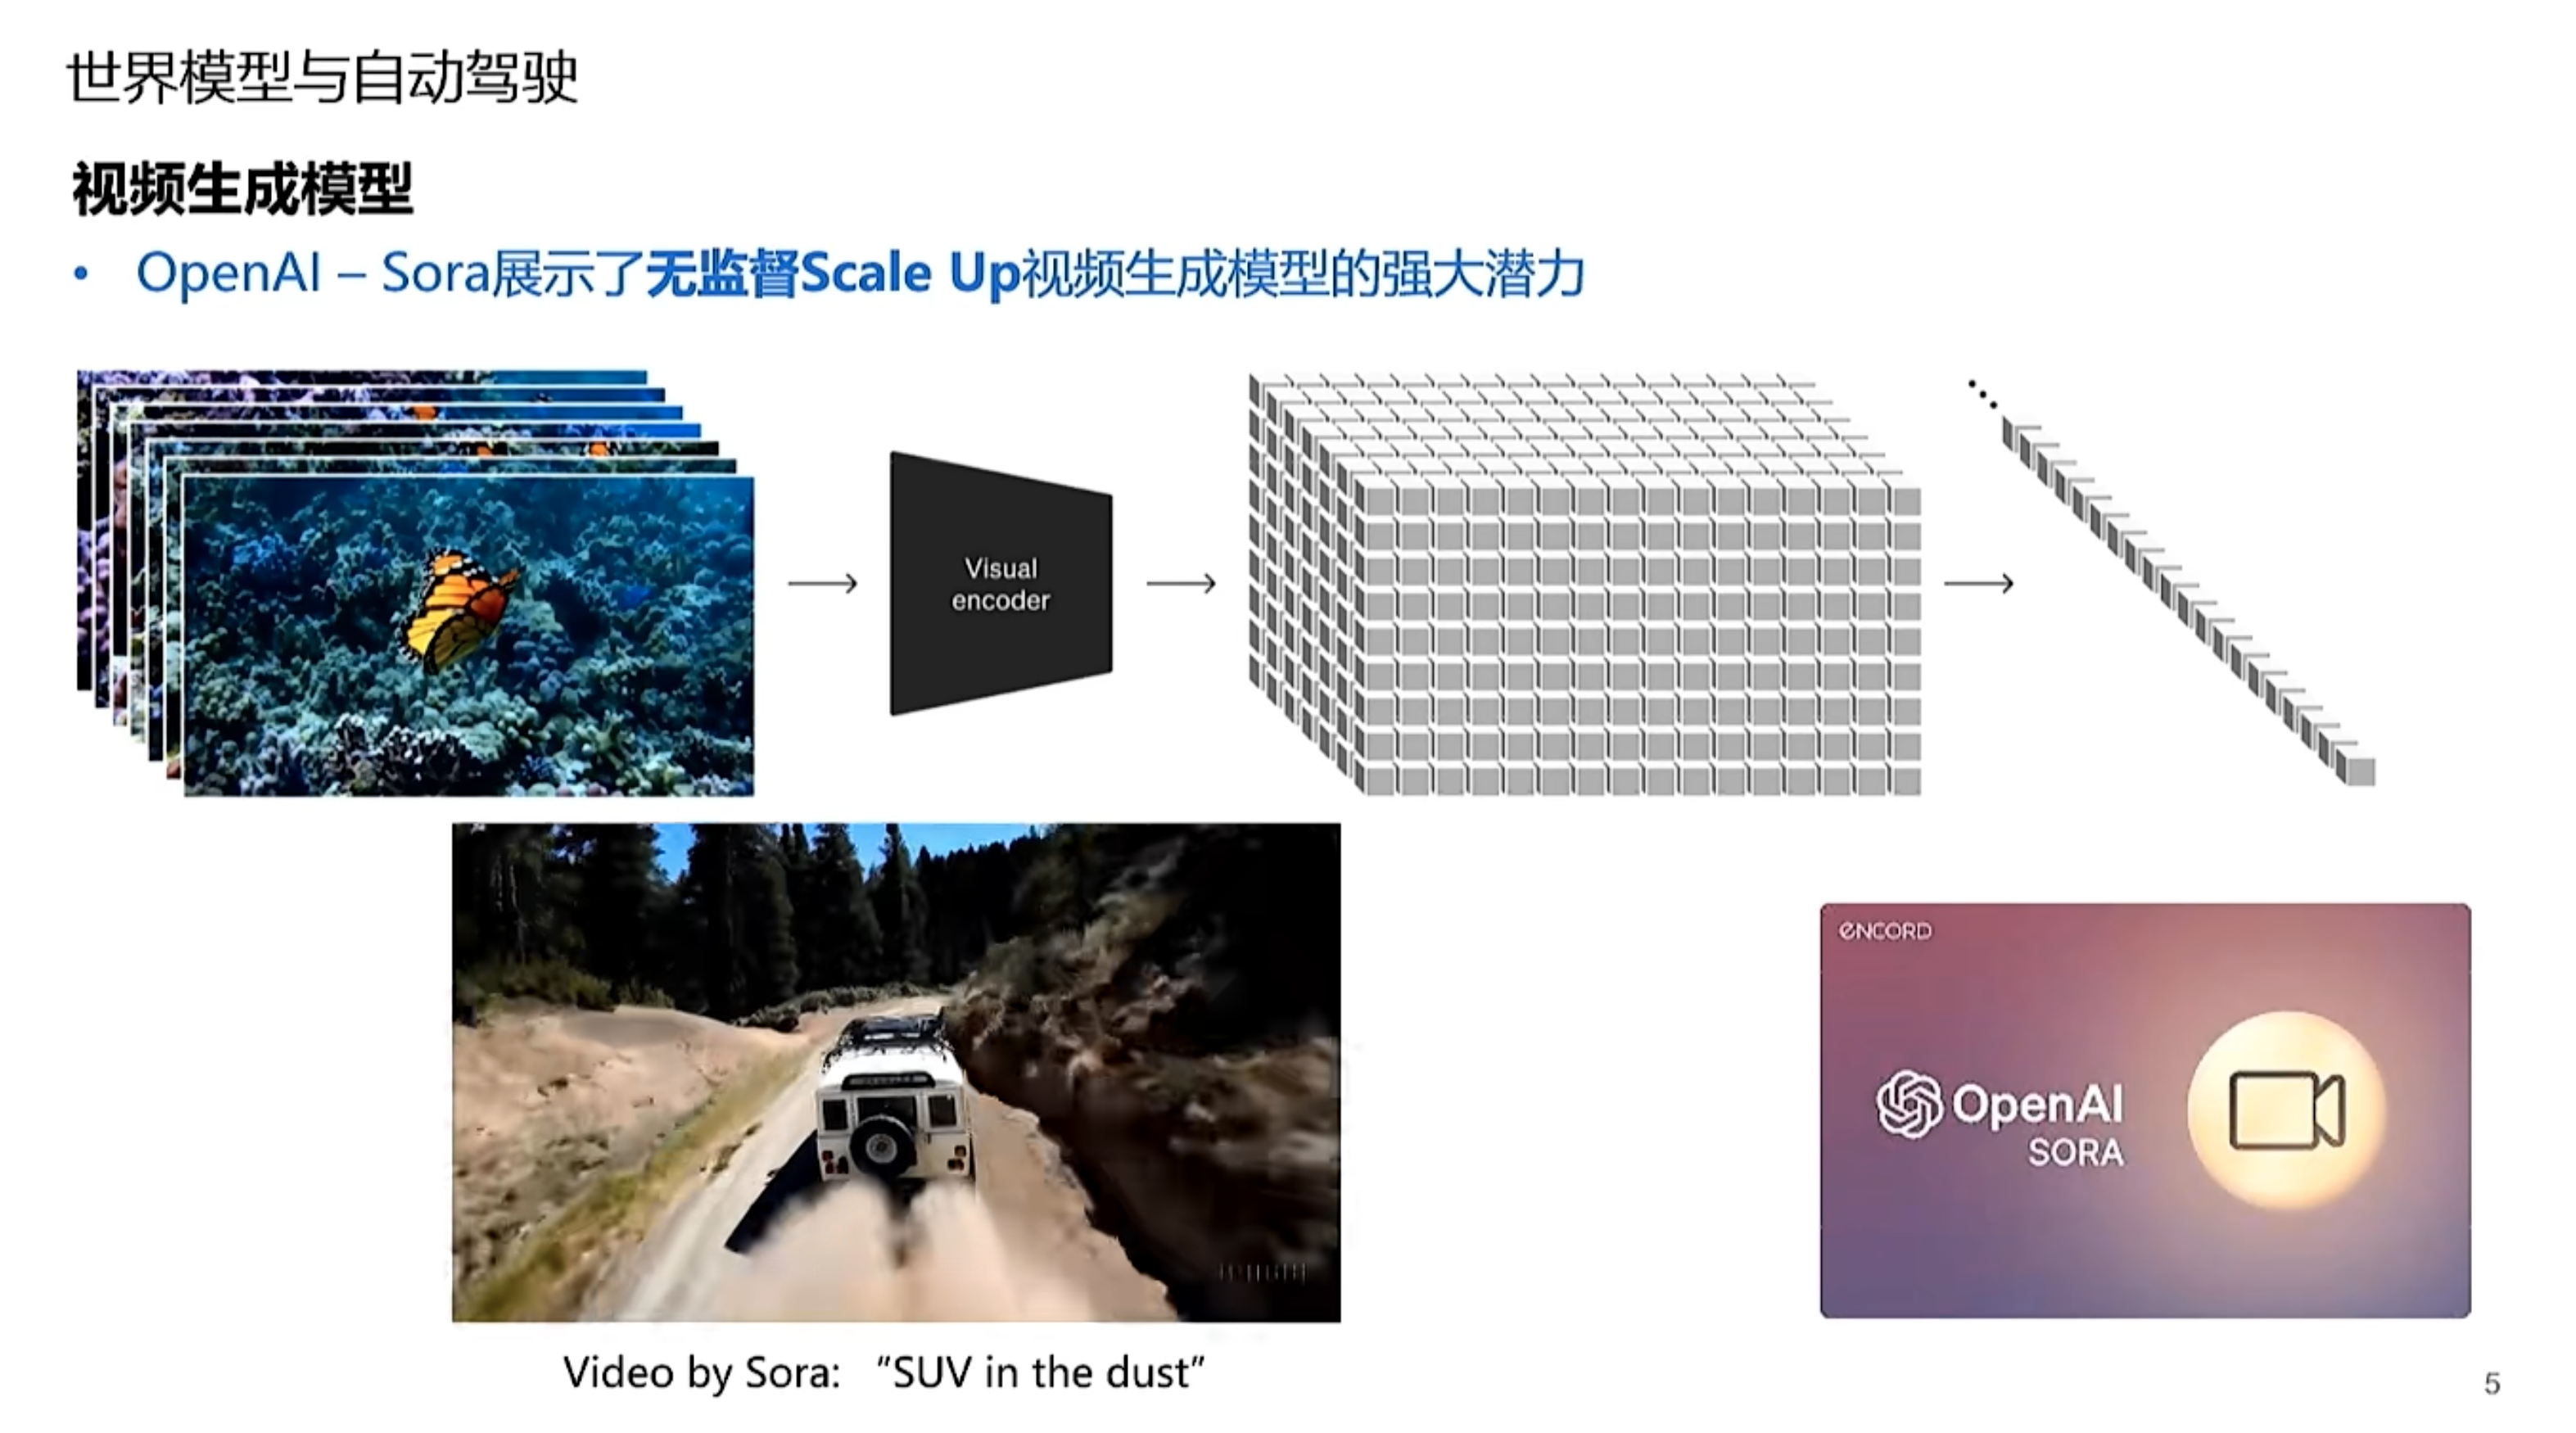 世界模型与自动驾驶
视频生成模型
• OpenAI – Sora展示了无监督Scale Up视频生成模型的强大潜力
Visual
encoder
ENCORD
OpenAI
SORA
Video by Sora: “SUV in the dust”
5